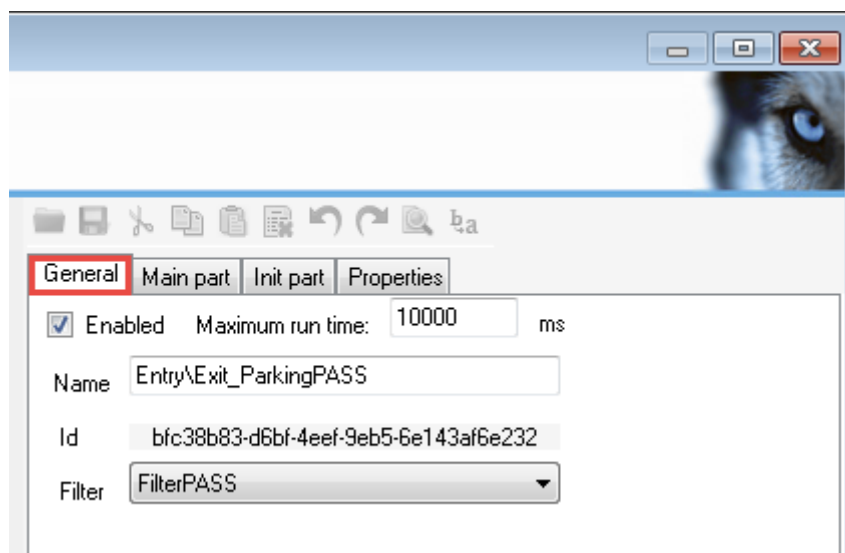 General Main part Init part Properties
Enabled Maximum run time: 10000 ms
Name Entry\Exit_ParkingPASS
Id bfc38b83-d6bf-4eef-9eb5-6e143af6e232
Filter FilterPASS